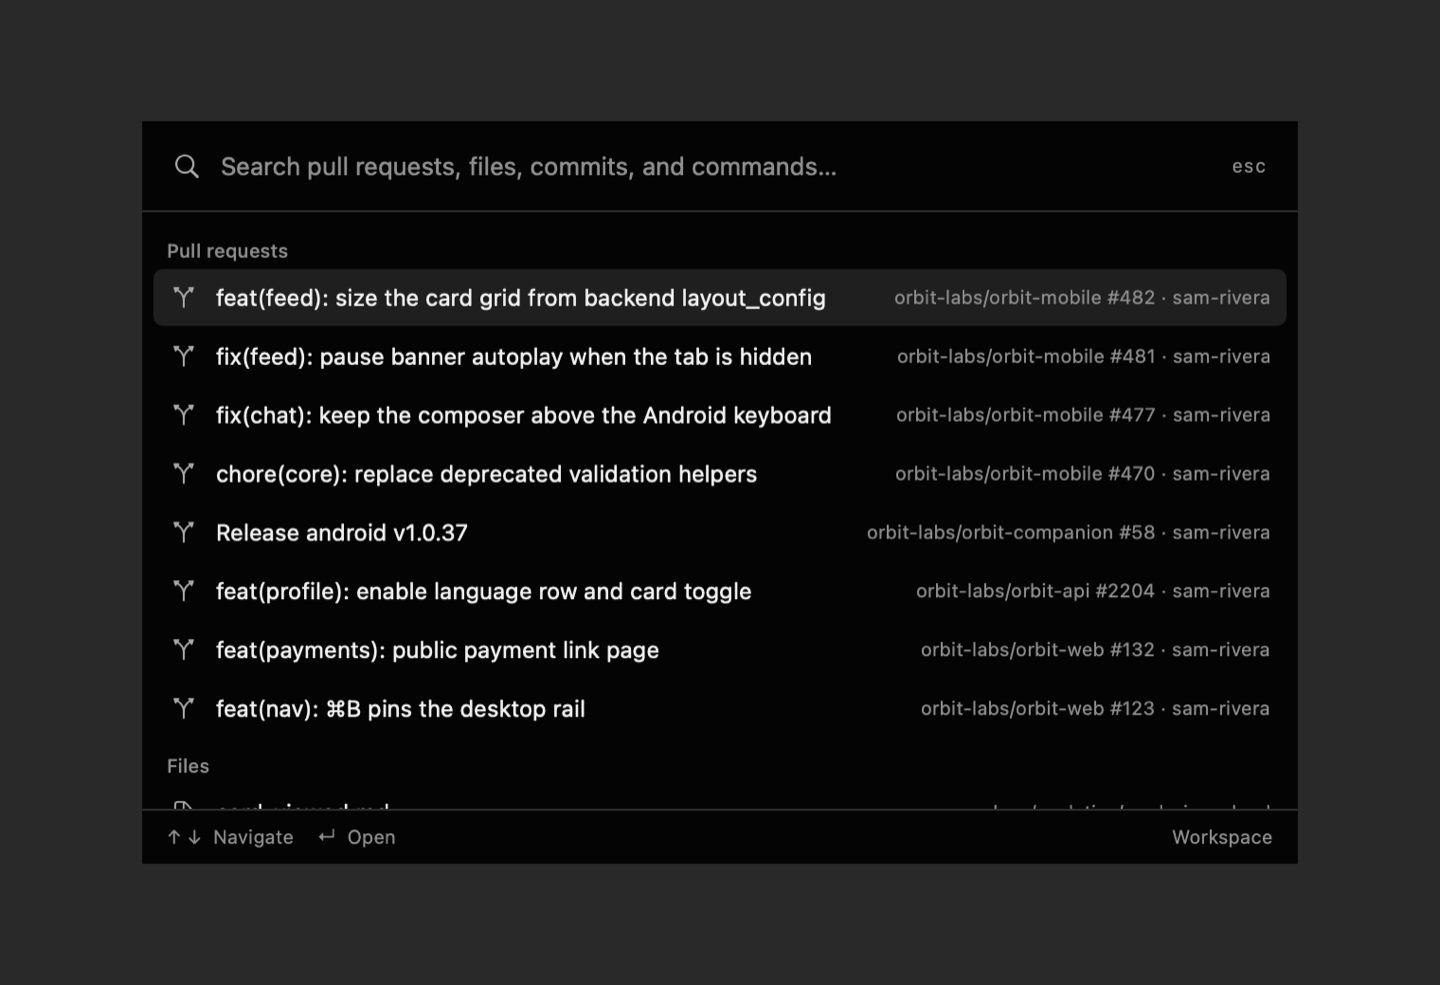 Search pull requests, files, commits, and commands... esc
Pull requests
feat(feed): size the card grid from backend layout_config orbit-labs/orbit-mobile #482 · sam-rivera
fix(feed): pause banner autoplay when the tab is hidden orbit-labs/orbit-mobile #481 · sam-rivera
fix(chat): keep the composer above the Android keyboard orbit-labs/orbit-mobile #477 · sam-rivera
chore(core): replace deprecated validation helpers orbit-labs/orbit-mobile #470 · sam-rivera
Release android v1.0.37 orbit-labs/orbit-companion #58 · sam-rivera
feat(profile): enable language row and card toggle orbit-labs/orbit-api #2204 · sam-rivera
feat(payments): public payment link page orbit-labs/orbit-web #132 · sam-rivera
feat(nav): ⌘B pins the desktop rail orbit-labs/orbit-web #123 · sam-rivera
Files
↑ ↓ Navigate ↵ Open Workspace